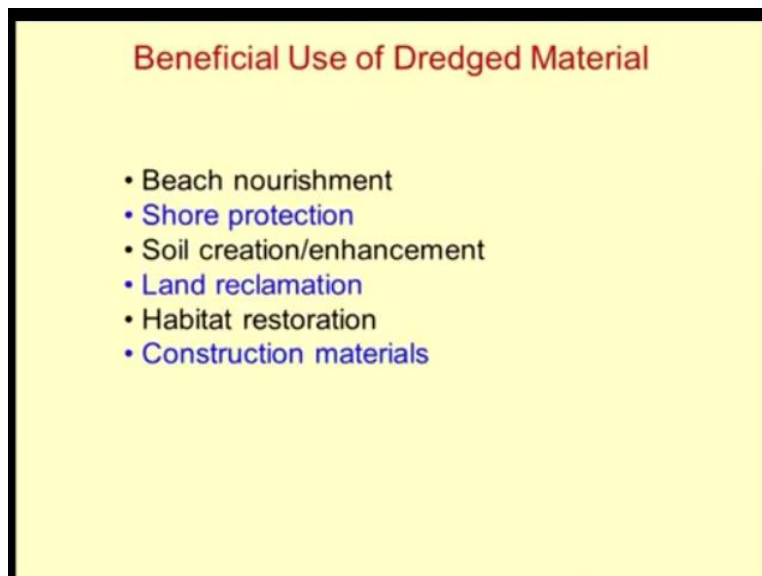 Beneficial Use of Dredged Material
• Beach nourishment
• Shore protection
• Soil creation/enhancement
• Land reclamation
• Habitat restoration
• Construction materials